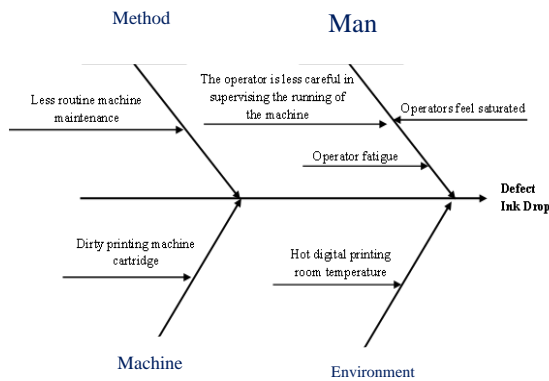 Method
Man
The operator is less careful in
supervising the running of
the machine
Less routine machine
maintenance
Operators feel saturated
Operator fatigue
Defect
Ink Drop
Dirty printing machine
cartridge
Hot digital printing
room temperature
Machine
Environment